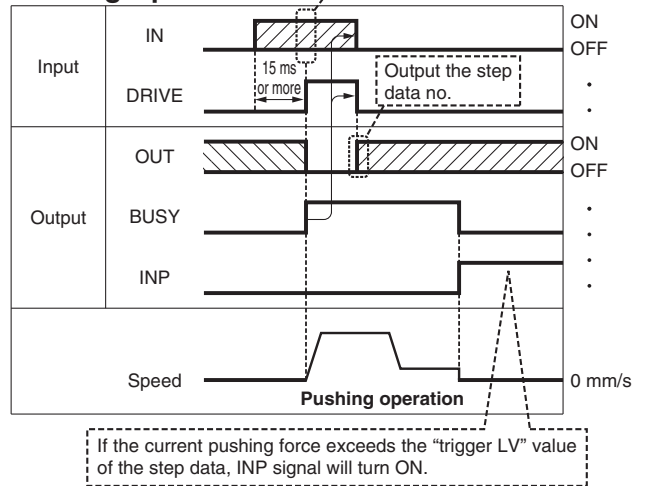 IN
ON
OFF
Input
15 ms
or more
Output the step
data no.
DRIVE
OUT
ON
OFF
Output
BUSY
INP
Speed
0 mm/s
Pushing operation
If the current pushing force exceeds the “trigger LV” value
of the step data, INP signal will turn ON.